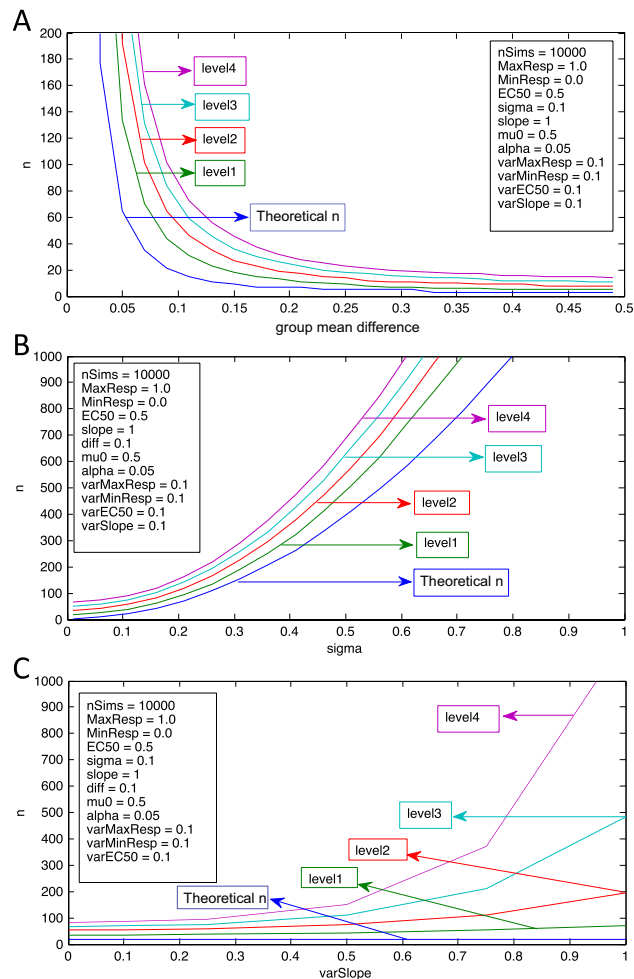 A
200
180
160
140
120
100
80
60
40
20
0
n
level4
level3
level2
level1
Theoretical n
nSims = 10000
MaxResp = 1.0
MinResp = 0.0
EC50 = 0.5
sigma = 0.1
slope = 1
mu0 = 0.5
alpha = 0.05
varMaxResp = 0.1
varMinResp = 0.1
varEC50 = 0.1
varSlope = 0.1
0.05
0.1
0.15
0.2
0.25
0.3
0.35
0.4
0.45
0.5
group mean difference
B
1000
900
800
700
600
500
400
300
200
100
0
n
nSims = 10000
MaxResp = 1.0
MinResp = 0.0
EC50 = 0.5
slope = 1
diff = 0.1
mu0 = 0.5
alpha = 0.05
varMaxResp = 0.1
varMinResp = 0.1
varEC50 = 0.1
varSlope = 0.1
level4
level3
level2
level1
Theoretical n
0
0.1
0.2
0.3
0.4
0.5
0.6
0.7
0.8
0.9
1
sigma
C
1000
900
800
700
600
500
400
300
200
100
0
n
nSims = 10000
MaxResp = 1.0
MinResp = 0.0
EC50 = 0.5
sigma = 0.1
slope = 1
diff = 0.1
mu0 = 0.5
alpha = 0.05
varMaxResp = 0.1
varMinResp = 0.1
varEC50 = 0.1
level4
level3
level2
level1
Theoretical n
0
0.1
0.2
0.3
0.4
0.5
0.6
0.7
0.8
0.9
1
varSlope